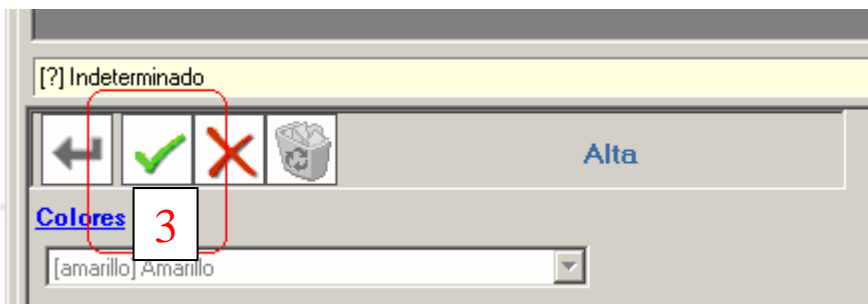 [?] Indeterminado
Alta
Colores
3
[amarillo] Amarillo